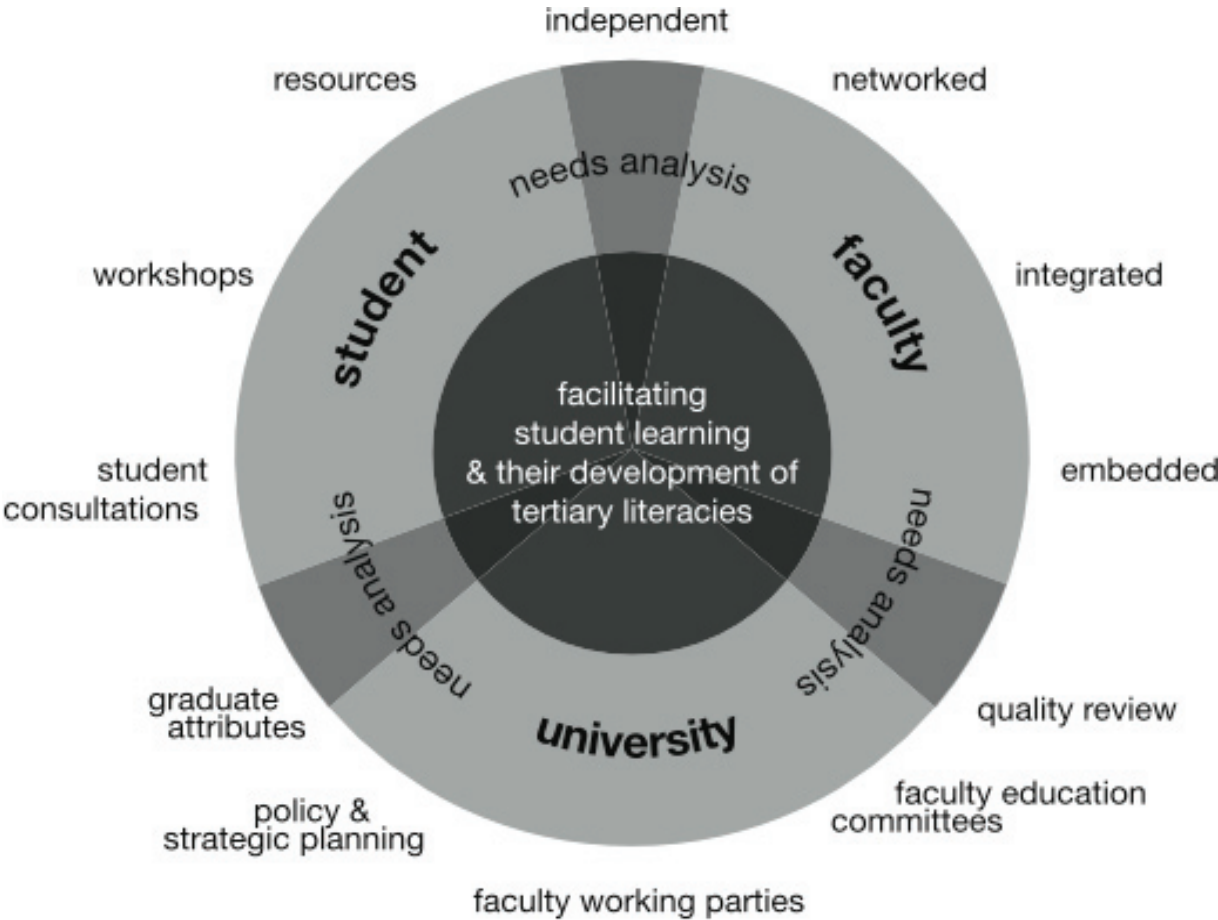 independent
resources
networked
needs analysis
student
faculty
workshops
integrated
facilitating
student learning
& their development of
tertiary literacies
student
consultations
embedded
needs analysis
needs analysis
university
graduate
attributes
quality review
policy &
strategic planning
faculty education
committees
faculty working parties